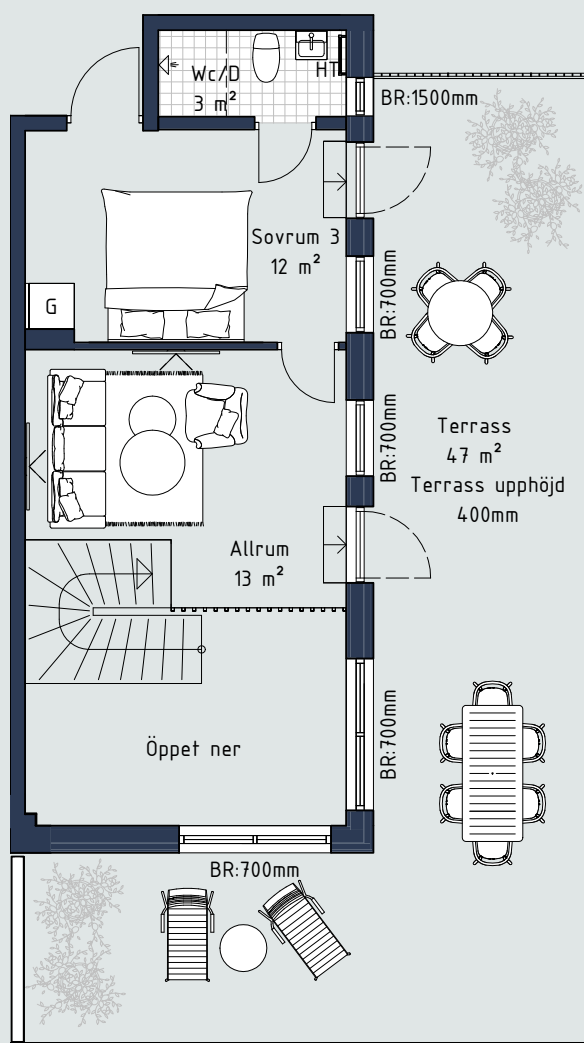 Wc/D
3 m²
HT
BR:1500mm
Sovrum 3
12 m²
BR:700mm
G
BR:700mm
Terrass
47 m²
Terrass upphöjd
400mm
Allrum
13 m²
BR:700mm
Öppet ner
BR:700mm